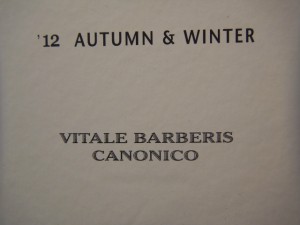 '12 AUTUMN & WINTER
VITALE BARBERIS
CANONICO